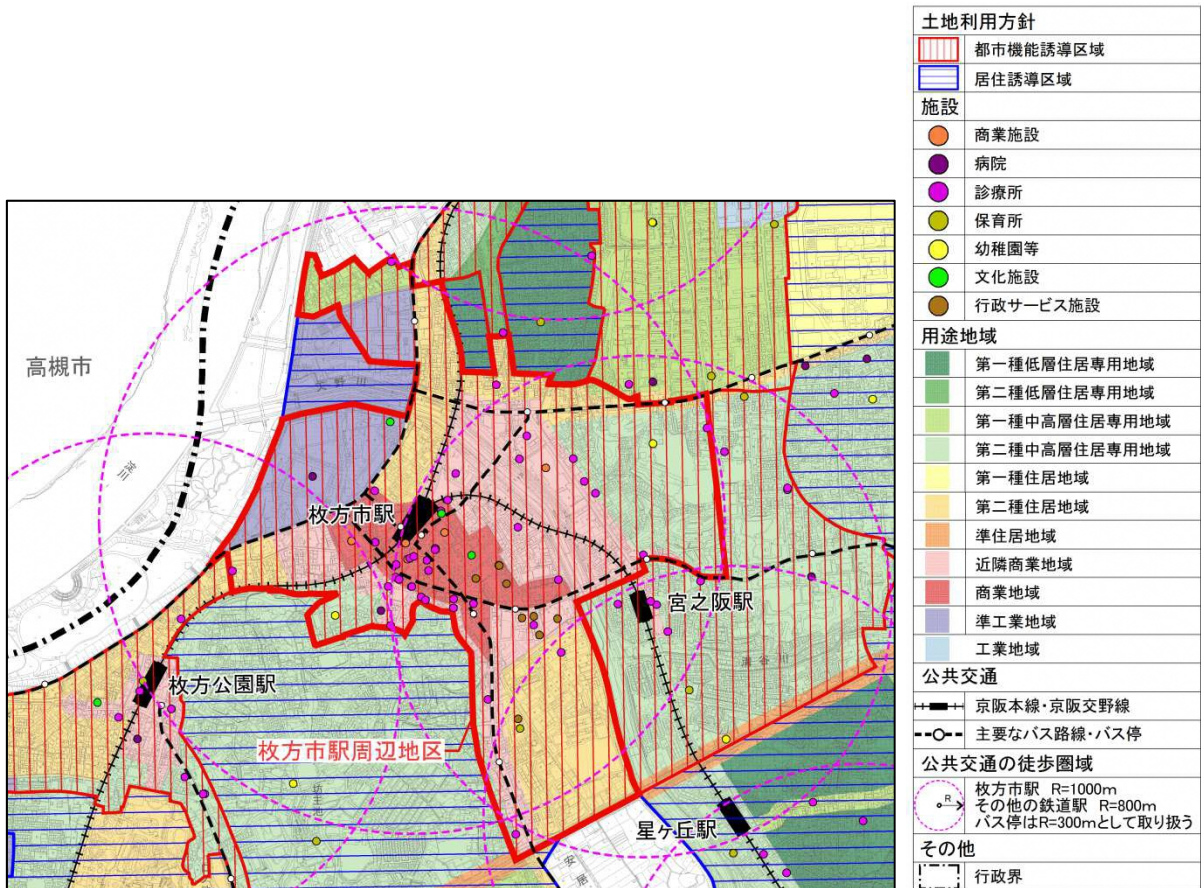 土地利用方針
都市機能誘導区域
居住誘導区域
施設
商業施設
病院
診療所
保育所
幼稚園等
文化施設
行政サービス施設
用途地域
第一種低層住居専用地域
第二種低層住居専用地域
第一種中高層住居専用地域
第二種中高層住居専用地域
第一種住居地域
第二種住居地域
準住居地域
近隣商業地域
商業地域
準工業地域
工業地域
公共交通
京阪本線・京阪交野線
主要なバス路線・バス停
公共交通の徒歩圏域
R
枚方市駅 R=1000m
その他の鉄道駅 R=800m
バス停はR=300mとして取り扱う
その他
行政界
高槻市
天野川
淀川
枚方市駅
宮之阪駅
枚方公園駅
枚方市駅周辺地区
星ヶ丘駅